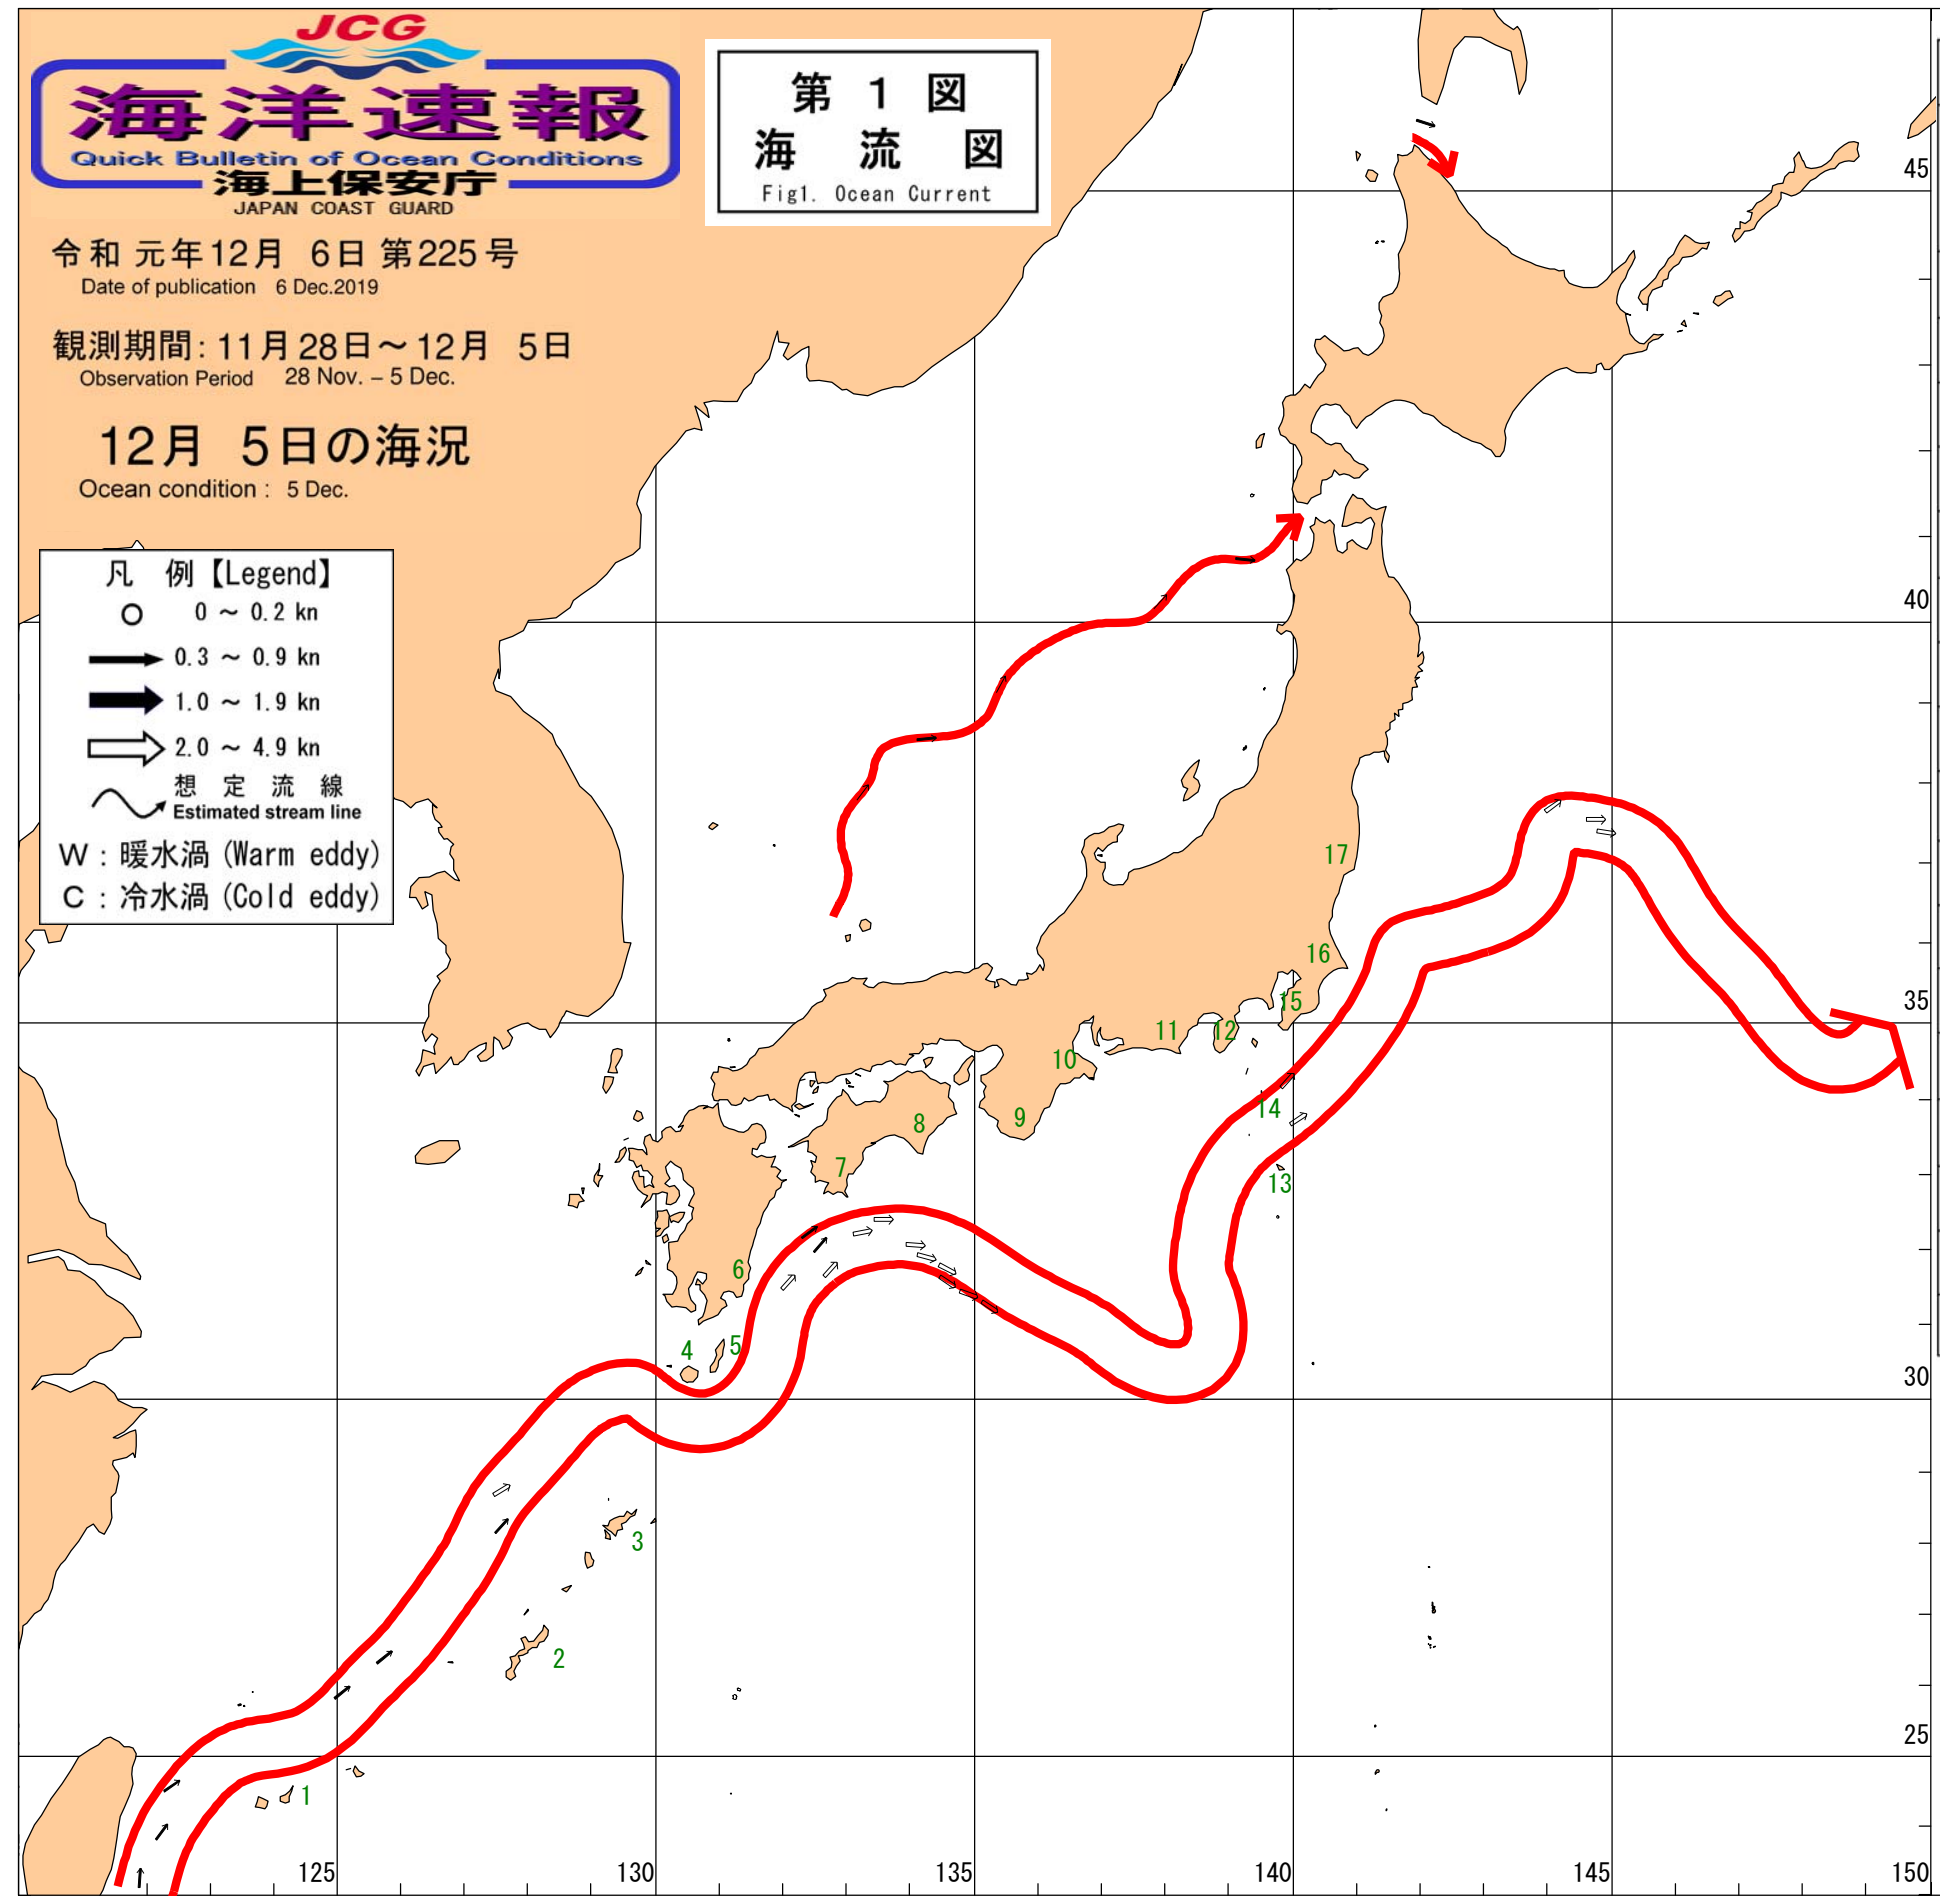 JCG
海洋速報
Quick Bulletin of Ocean Conditions
海上保安庁
JAPAN COAST GUARD
第 1 図
海 流 図
Fig1. Ocean Current
令和 元年12月 6日 第225号
Date of publication 6 Dec.2019
観測期間: 11月28日～12月 5日
Observation Period 28 Nov. – 5 Dec.
12月 5日の海況
Ocean condition : 5 Dec.
凡 例【Legend】
0 ～ 0.2 kn
0.3 ～ 0.9 kn
1.0 ～ 1.9 kn
2.0 ～ 4.9 kn
想 定 流 線
Estimated stream line
W : 暖水渦 (Warm eddy)
C : 冷水渦 (Cold eddy)
45
40
17
16
35
15
12
11
10
14
9
8
7
13
6
5
4
30
3
2
25
1
125
130
135
140
145
150